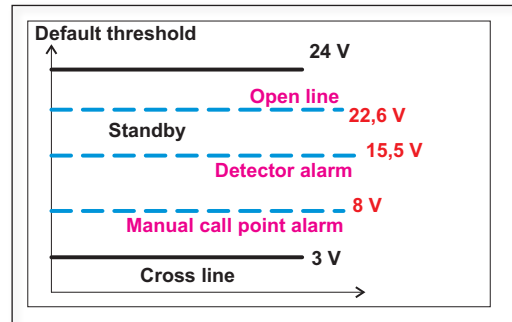 Default threshold
24 V
Open line
22,6 V
Standby
15,5 V
Detector alarm
8 V
Manual call point alarm
3 V
Cross line